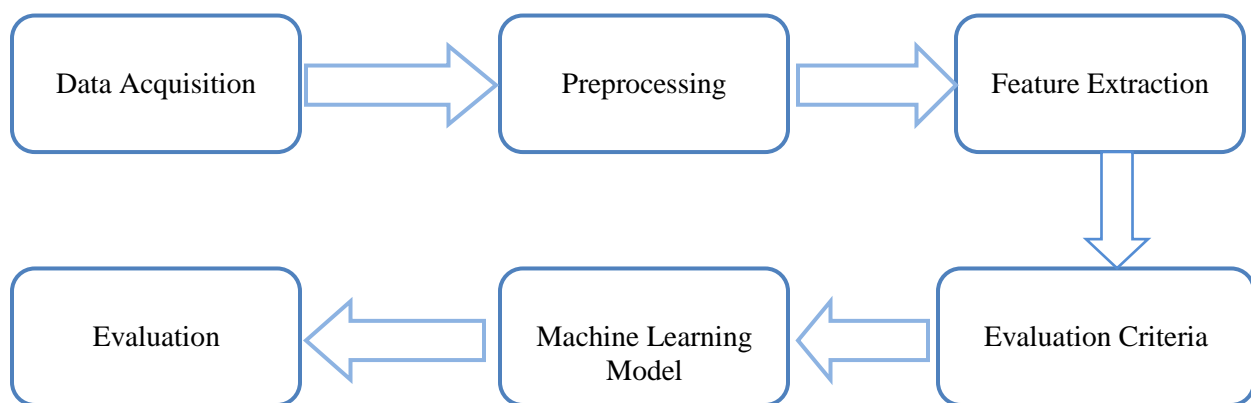 Data Acquisition
Preprocessing
Feature Extraction
Evaluation Criteria
Machine Learning
Model
Evaluation